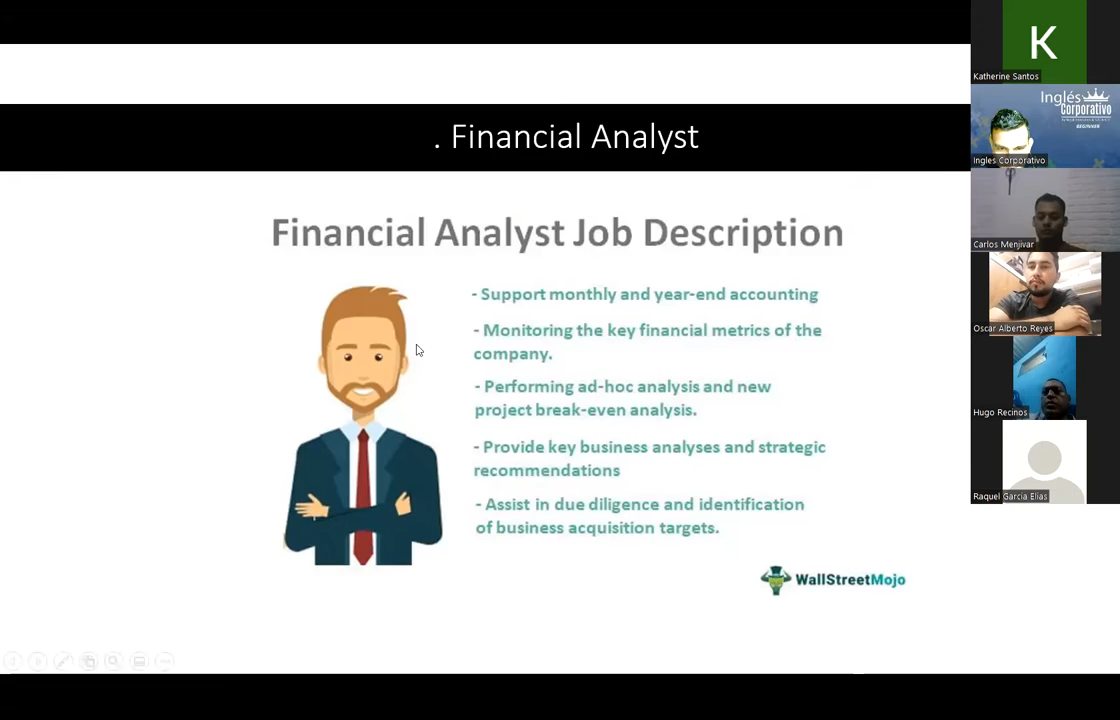 . Financial Analyst
Financial Analyst Job Description
- Support monthly and year-end accounting
- Monitoring the key financial metrics of the
company.
- Performing ad-hoc analysis and new
project break-even analysis.
- Provide key business analyses and strategic
recommendations
- Assist in due diligence and identification
of business acquisition targets.
WallStreetMojo
K
Katherine Santos
Inglés
Corporativo
BEGINNER
Ingles Corporativo
Carlos Menjivar
Oscar Alberto Reyes
Hugo Recinos
Raquel Garcia Elias